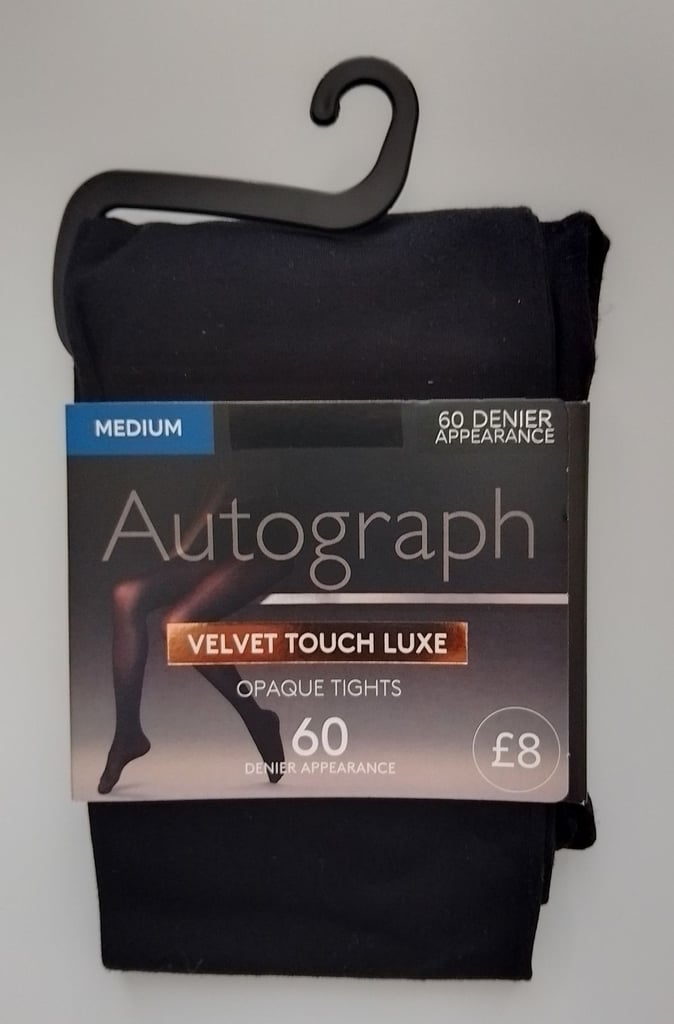 MEDIUM
60 DENIER
APPEARANCE
Autograph
VELVET TOUCH LUXE
OPAQUE TIGHTS
60
DENIER APPEARANCE
£8